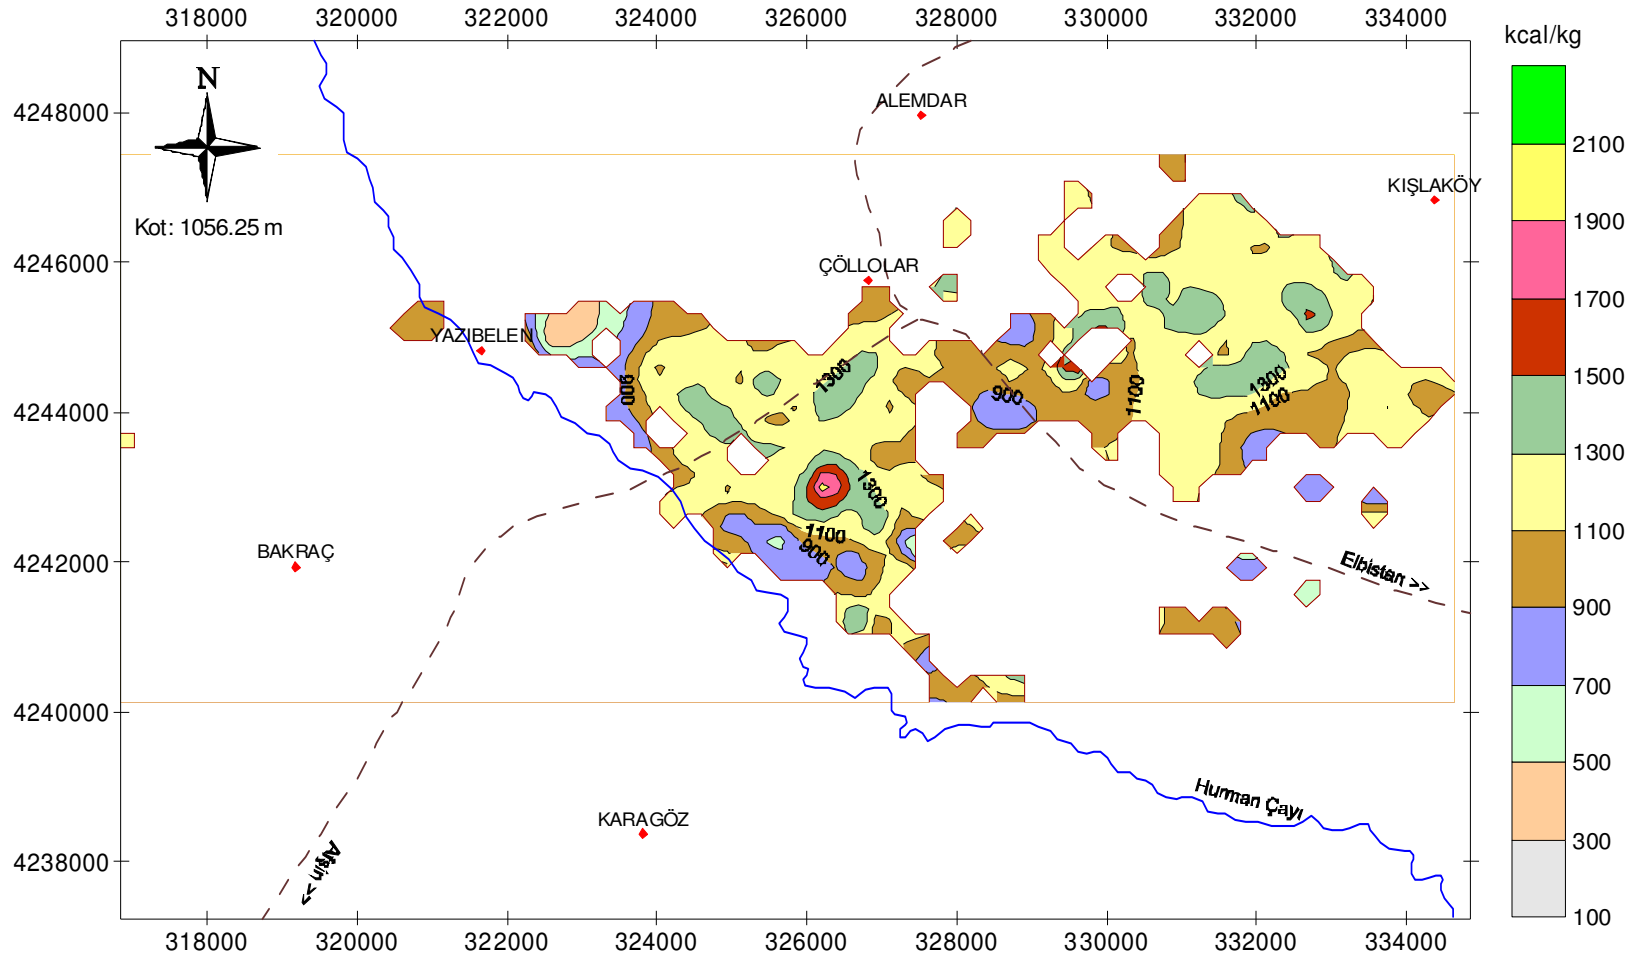 318000 320000 322000 324000 326000 328000 330000 332000 334000
kcal/kg
N
ALEMDAR
4248000
2100
KIŞLAKÖY
1900
Kot: 1056.25 m
4246000
ÇÖLLOLAR
1700
YAZIBELEN
1500
1300
900
900
1100
1300
1100
4244000
1300
1300
1100
900
1100
BAKRAÇ
4242000
Elbistan >>
900
700
4240000
500
Hurman Çayı
KARAGÖZ
300
4238000
Afşin >>
100
318000 320000 322000 324000 326000 328000 330000 332000 334000